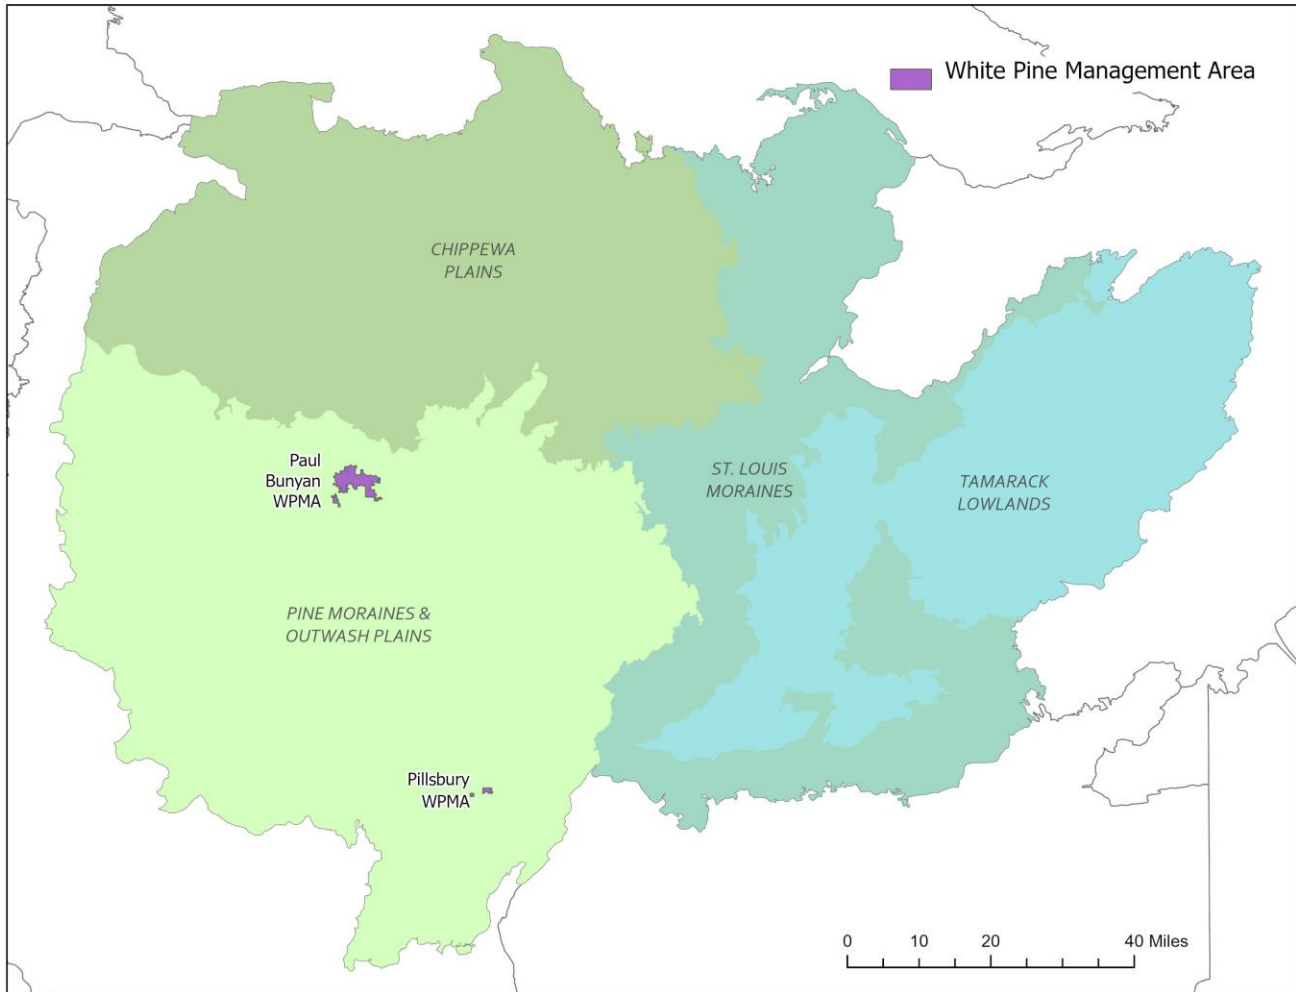 White Pine Management Area
CHIPPEWA
PLAINS
Paul
Bunyan
WPMA
ST. LOUIS
MORAINES
TAMARACK
LOWLANDS
PINE MORAINES &
OUTWASH PLAINS
Pillsbury
WPMA
0 10 20 40 Miles